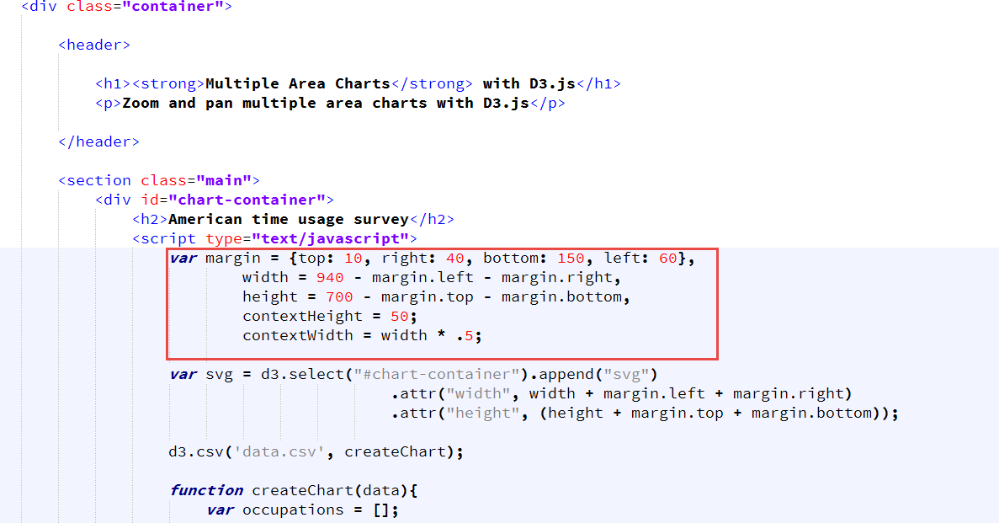 <div class="container">
<header>
<h1><strong>Multiple Area Charts</strong> with D3.js</h1>
<p>Zoom and pan multiple area charts with D3.js</p>
</header>
<section class="main">
<div id="chart-container">
<h2>American time usage survey</h2>
<script type="text/javascript">
var margin = {top: 10, right: 40, bottom: 150, left: 60},
width = 940 - margin.left - margin.right,
height = 700 - margin.top - margin.bottom,
contextHeight = 50;
contextWidth = width * .5;
var svg = d3.select("#chart-container").append("svg")
.attr("width", width + margin.left + margin.right)
.attr("height", (height + margin.top + margin.bottom));
d3.csv('data.csv', createChart);
function createChart(data){
var occupations = [];